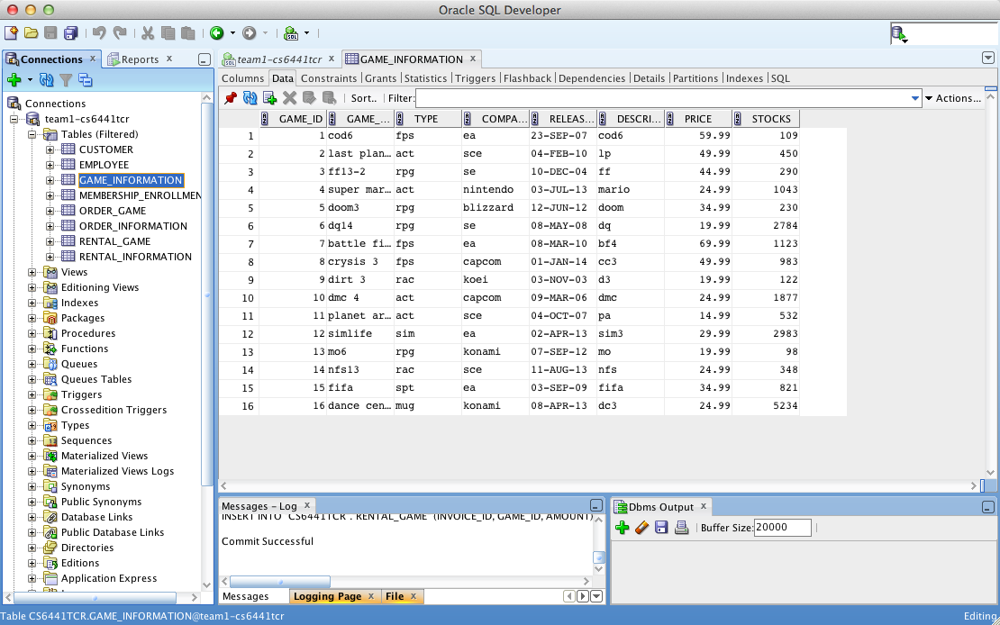 Oracle SQL Developer
Connections
Reports
team1-cs6441tcr
GAME_INFORMATION
Columns Data Constraints Grants Statistics Triggers Flashback Dependencies Details Partitions Indexes SQL
Sort.. Filter: Actions...
Connections
team1-cs6441tcr
Tables (Filtered)
CUSTOMER
EMPLOYEE
GAME_INFORMATION
MEMBERSHIP_ENROLLMEN
ORDER_GAME
ORDER_INFORMATION
RENTAL_GAME
RENTAL_INFORMATION
Views
Editioning Views
Indexes
Packages
Procedures
Functions
Queues
Queues Tables
Triggers
Crossedition Triggers
Types
Sequences
Materialized Views
Materialized Views Logs
Synonyms
Public Synonyms
Database Links
Public Database Links
Directories
Editions
Application Express
GAME_ID GAME_... TYPE COMPA... RELEAS... DESCRI... PRICE STOCKS
1 1 cod6 fps ea 23-SEP-07 cod6 59.99 109
2 2 last plan... act sce 04-FEB-10 lp 49.99 450
3 3 ff13-2 rpg se 10-DEC-04 ff 44.99 290
4 4 super mar... act nintendo 03-JUL-13 mario 24.99 1043
5 5 doom3 rpg blizzard 12-JUN-12 doom 34.99 230
6 6 dq14 rpg se 08-MAY-08 dq 19.99 2784
7 7 battle fi... fps ea 08-MAR-10 bf4 69.99 1123
8 8 crysis 3 fps capcom 01-JAN-14 cc3 49.99 983
9 9 dirt 3 rac koei 03-NOV-03 d3 19.99 122
10 10 dmc 4 act capcom 09-MAR-06 dmc 24.99 1877
11 11 planet ar... act sce 04-OCT-07 pa 14.99 532
12 12 simlife sim ea 02-APR-13 sim3 29.99 2983
13 13 mo6 rpg konami 07-SEP-12 mo 19.99 98
14 14 nfs13 rac sce 11-AUG-13 nfs 24.99 348
15 15 fifa spt ea 03-SEP-09 fifa 34.99 821
16 16 dance cen... mug konami 08-APR-13 dc3 24.99 5234
Messages - Log
INSERT INTO "CS6441TCR"."RENTAL_GAME" (INVOICE_ID, GAME_ID, AMOUNT)
Commit Successful
Messages Logging Page File
Dbms Output
Buffer Size: 20000
Table CS6441TCR.GAME_INFORMATION@team1-cs6441tcr
Editing